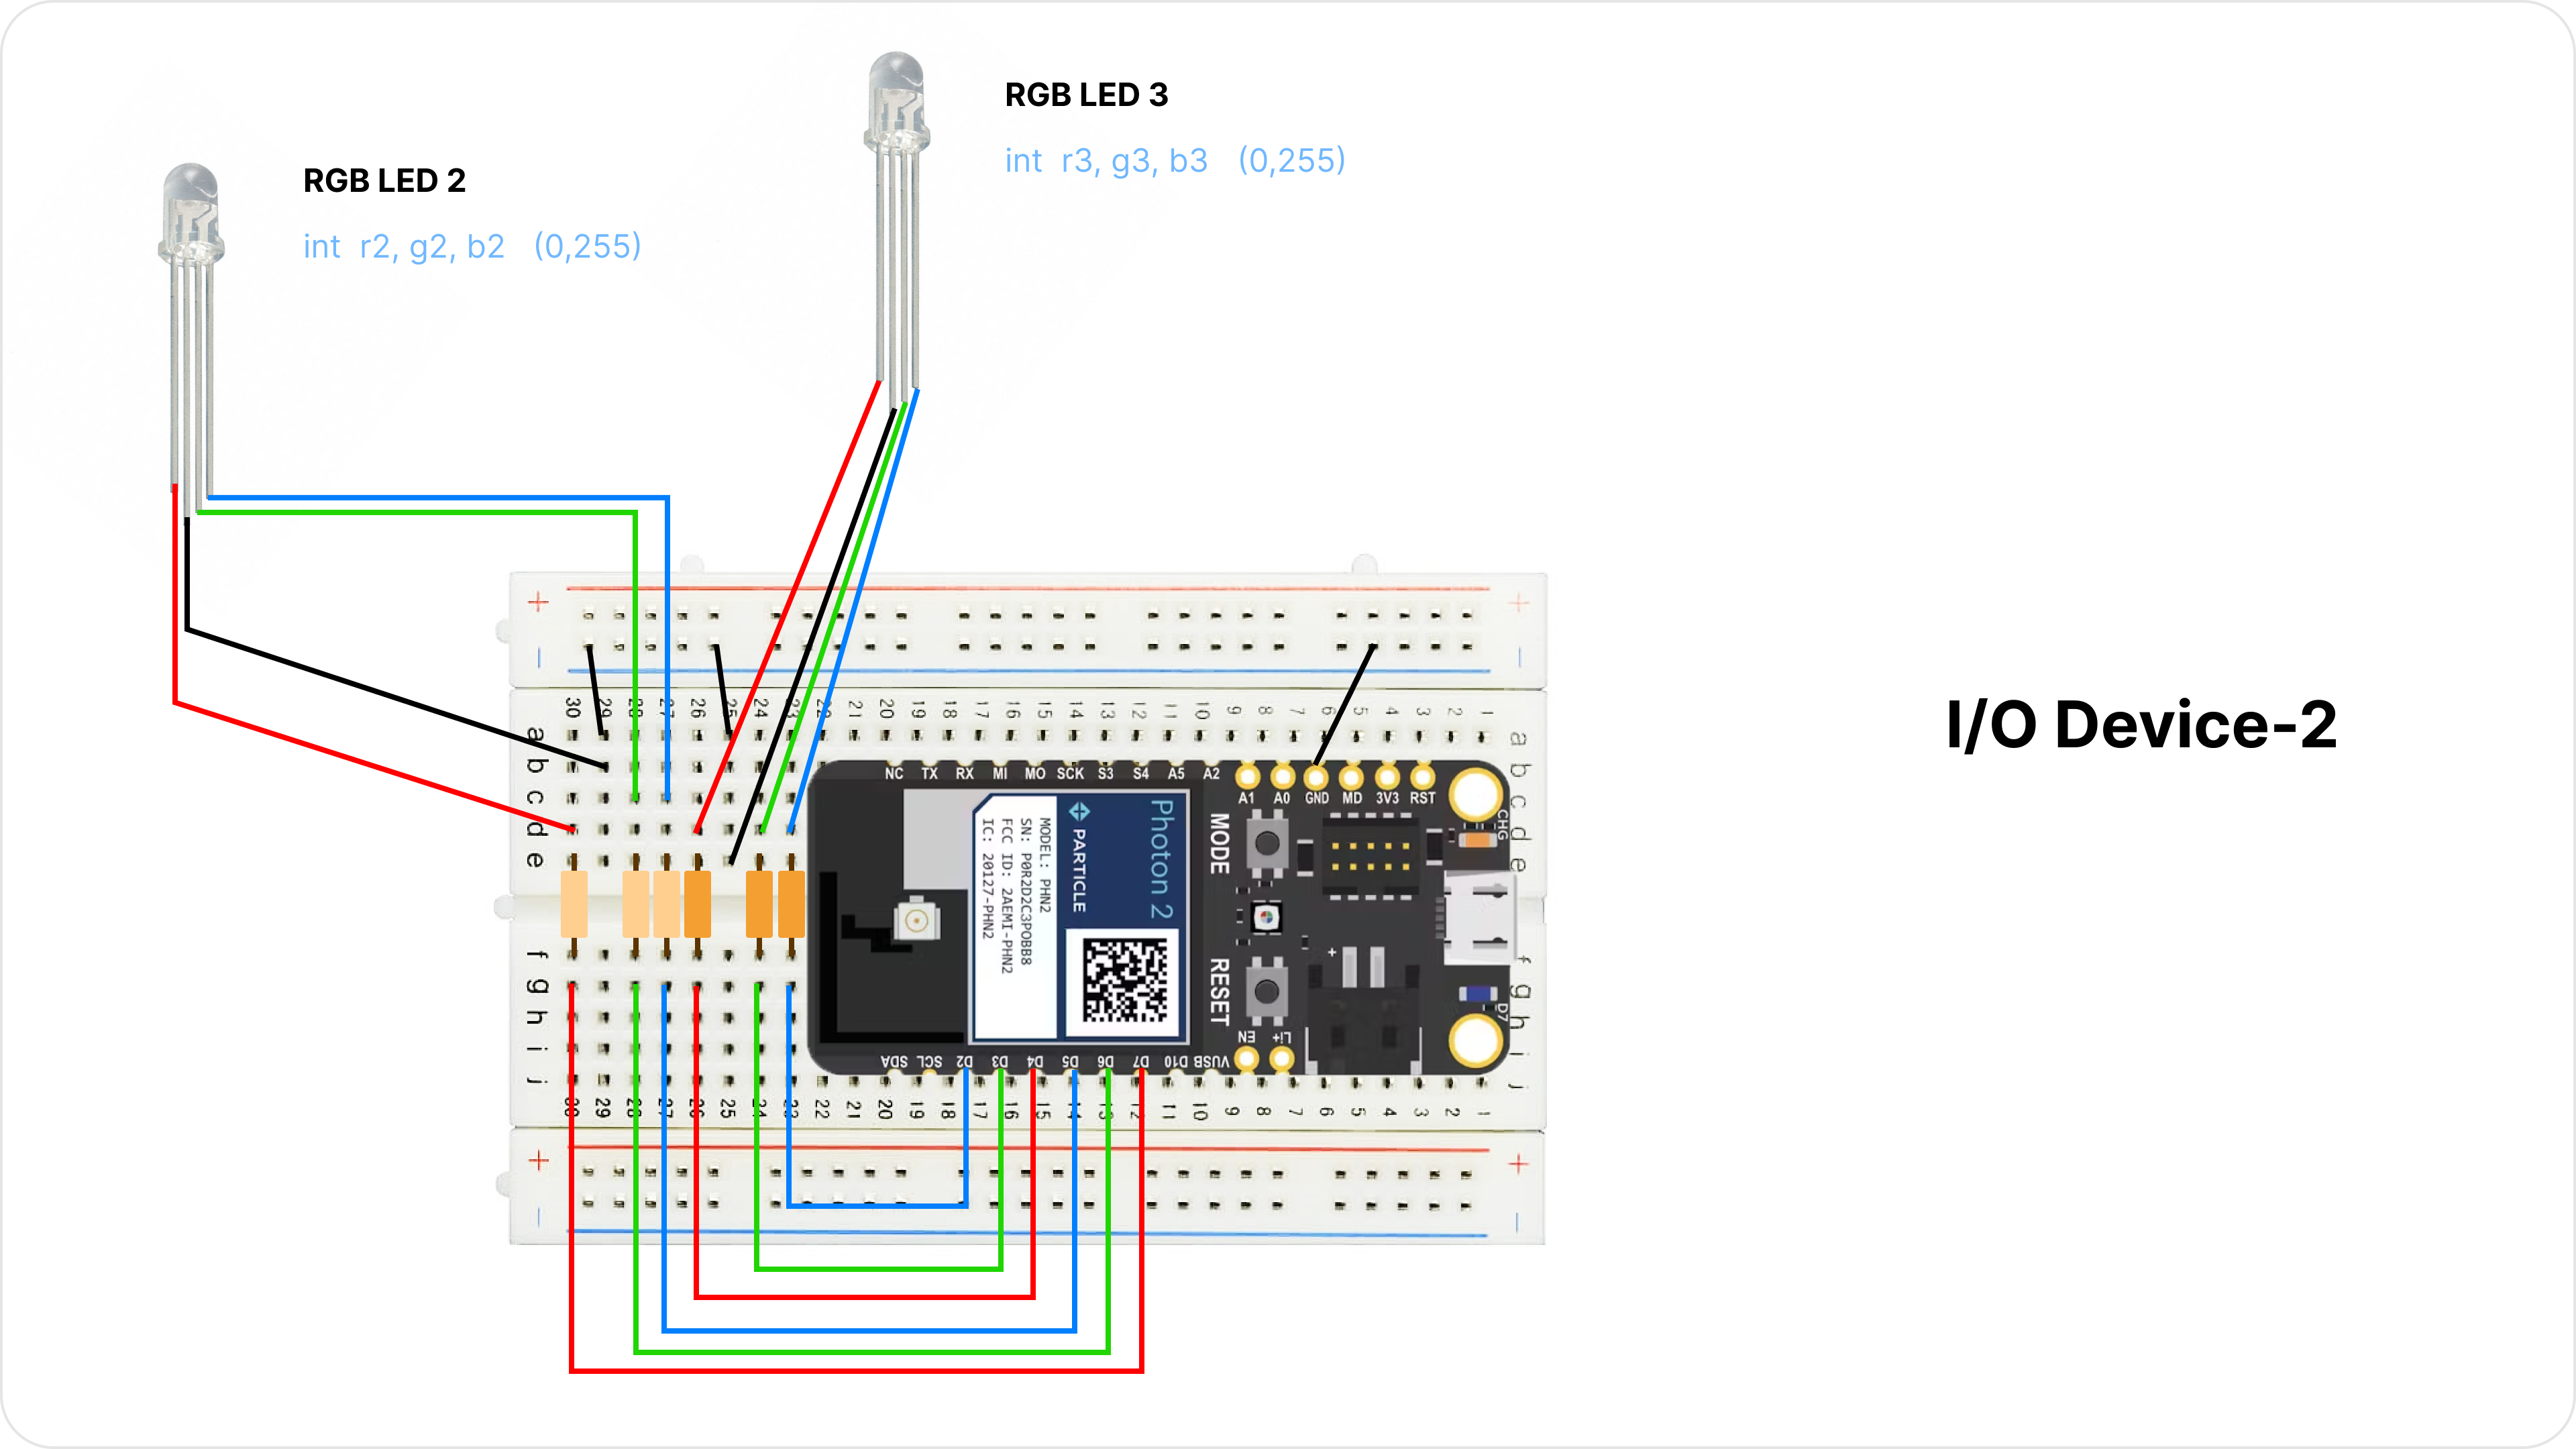 RGB LED 3
int r3, g3, b3 (0,255)
RGB LED 2
int r2, g2, b2 (0,255)
I/O Device-2
+ +
− −
30 29 28 27 26 25 24 23 22 21 20 19 18 17 16 15 14 13 12 11 10 9 8 7 6 5 4 3 2 1
a a
b b
c c
d d
e e
NC TX RX MI MO SCK S3 S4 A5 A2
A1 A0 GND MD 3V3 RST
CHG
MODE
Photon 2
PARTICLE
MODEL: PHN2
SN: P0R2D2C3POBB8
FCC ID: 2AEMI-PHN2
IC: 20127-PHN2
RESET
+
EN Li+
D7
f f
g g
h h
i i
j j
SDA SCL D2 D3 D4 D5 D6 D7 D10 VUSB
30 29 28 27 26 25 24 23 22 21 20 19 18 17 16 15 14 13 12 11 10 9 8 7 6 5 4 3 2 1
+ +
− −